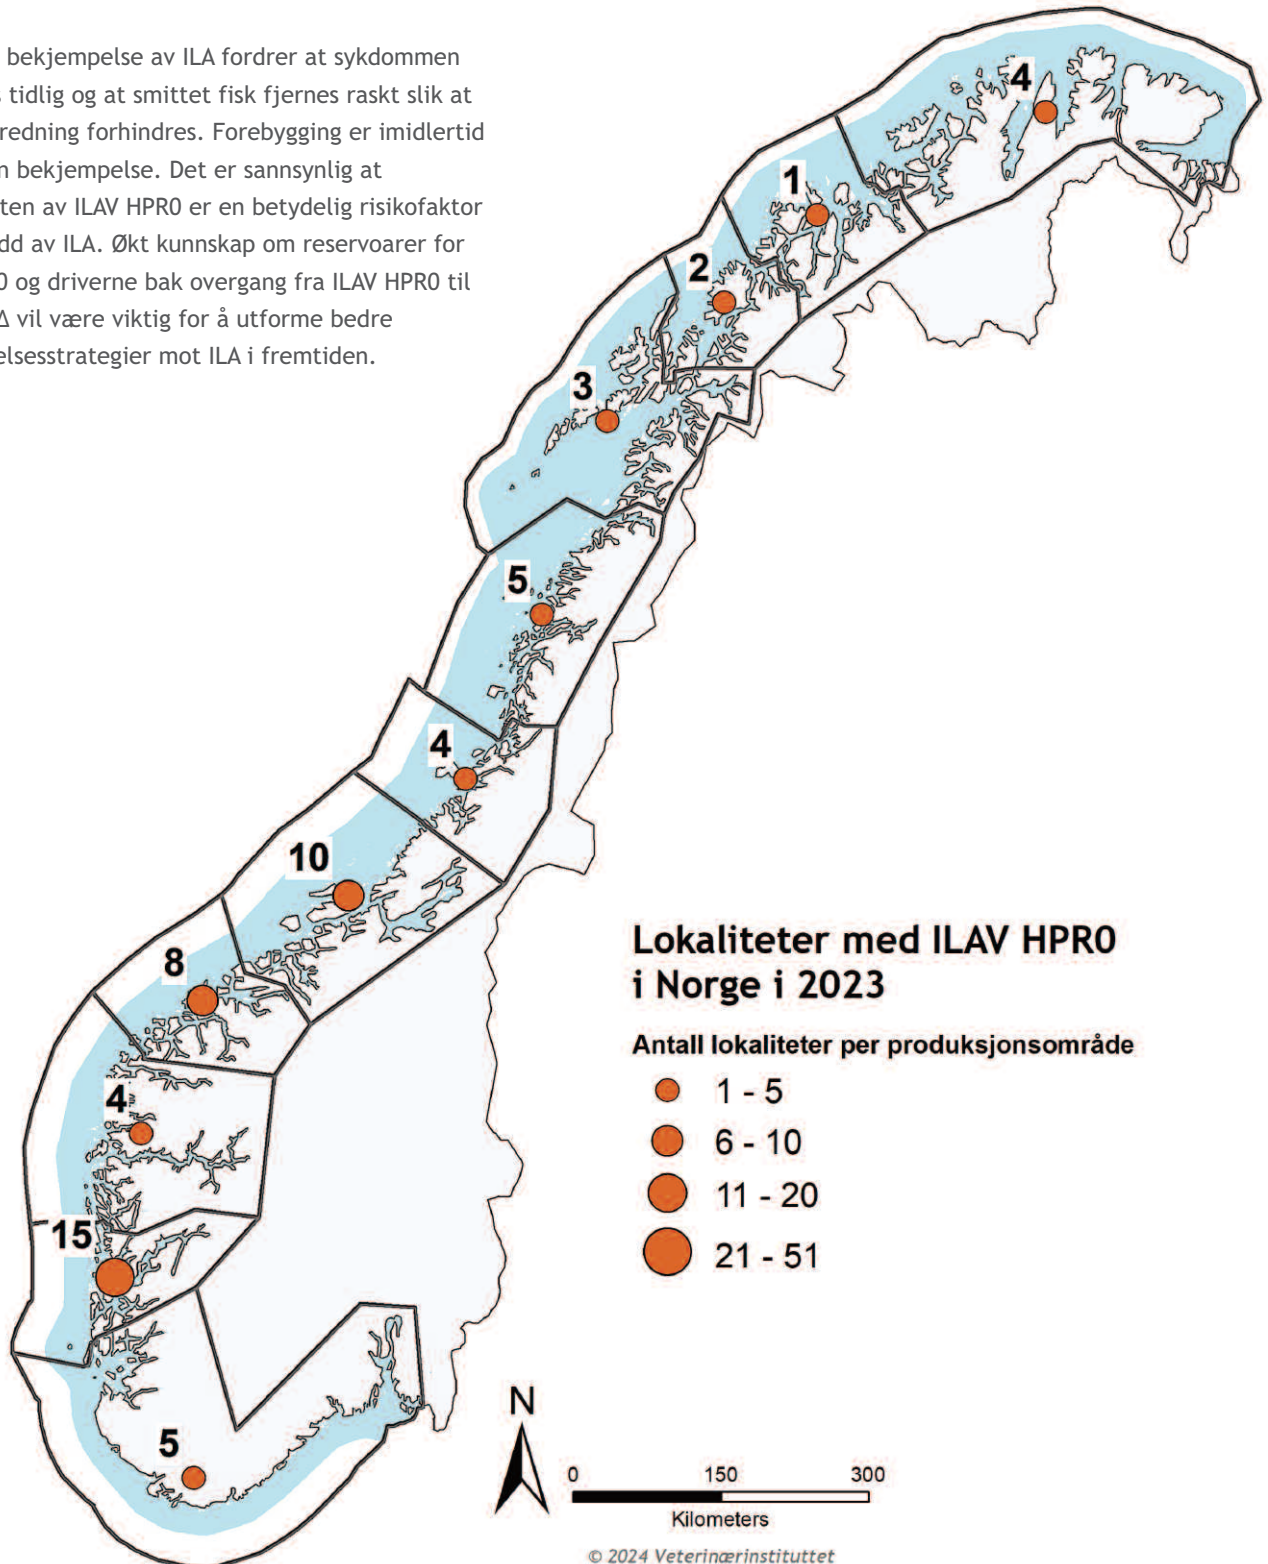 bekjempelse av ILA fordrer at sykdommen
tidlig og at smittet fisk fjernes raskt slik at
redning forhindres. Forebygging er imidlertid
n bekjempelse. Det er sannsynlig at
ten av ILAV HPR0 er en betydelig risikofaktor
dd av ILA. Økt kunnskap om reservoarer for
0 og driverne bak overgang fra ILAV HPR0 til
Δ vil være viktig for å utforme bedre
elsesstrategier mot ILA i fremtiden.
4
1
2
3
5
4
10
8
4
15
5
Lokaliteter med ILAV HPR0
i Norge i 2023
Antall lokaliteter per produksjonsområde
1 - 5
6 - 10
11 - 20
21 - 51
N
0 150 300
Kilometers
© 2024 Veterinærinstituttet